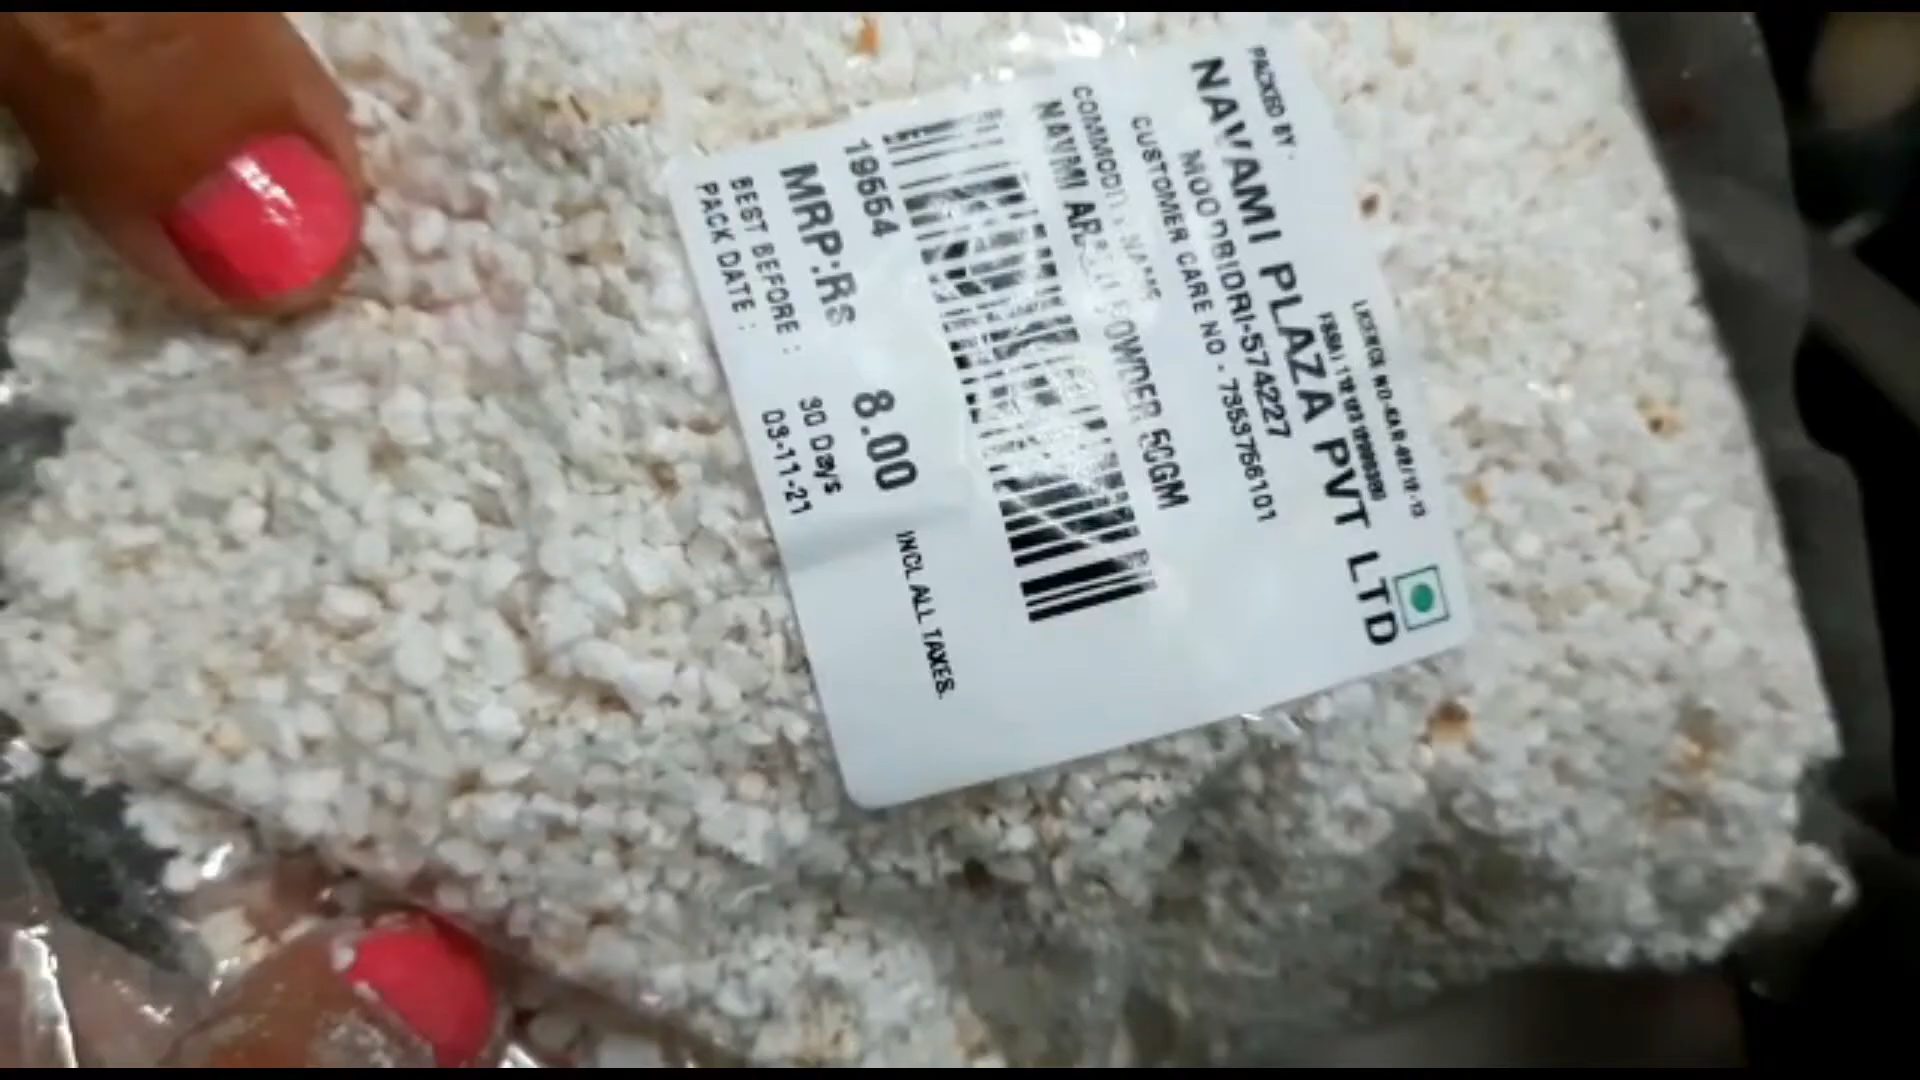 PACKED BY.
NAVAMI PLAZA PVT LTD
MOODBIDRI-574227
CUSTOMER CARE NO - 7353756101
COMMODITY NAME
NAVMI POWDER 50GM
19554
MRP:RS 8.00 INCL ALL TAXES.
BEST BEFORE : 30 Days
PACK DATE : 03-11-21